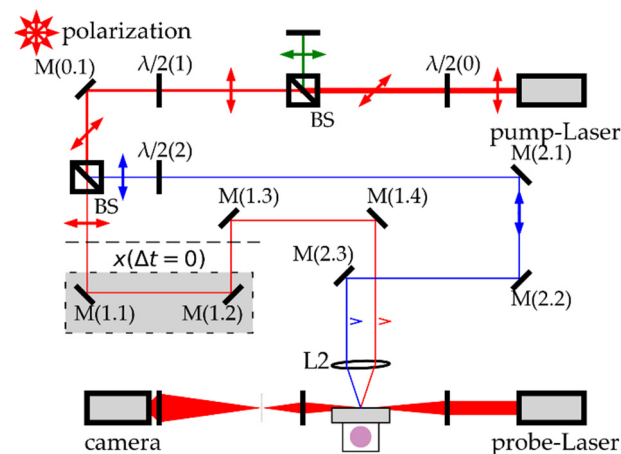 polarization
M(0.1)
λ/2(1)
λ/2(0)
BS
pump-Laser
λ/2(2)
M(2.1)
BS
M(1.3)
M(1.4)
x(Δt = 0)
M(2.3)
M(1.1)
M(1.2)
M(2.2)
<
<
L2
camera
probe-Laser